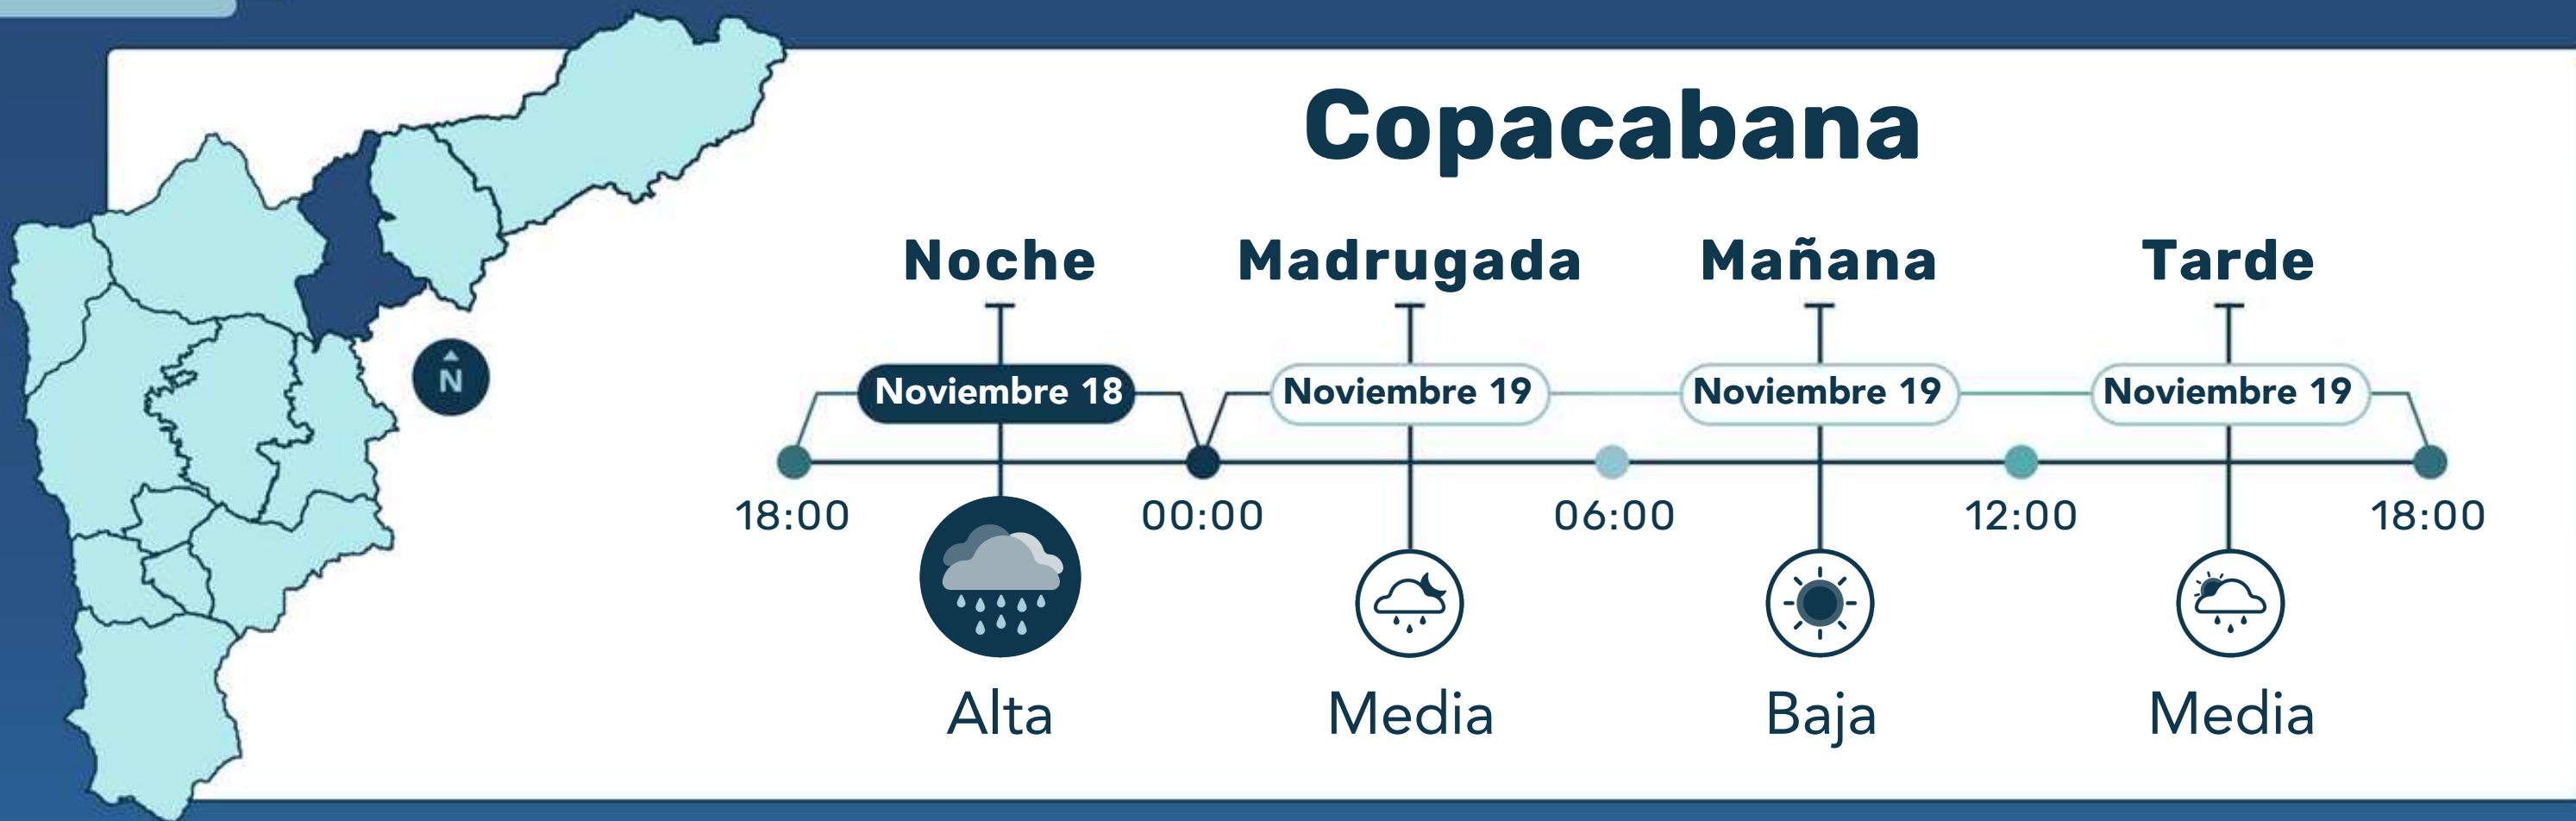 Copacabana
Noche Madrugada Mañana Tarde
Noviembre 18 Noviembre 19 Noviembre 19 Noviembre 19
N
18:00 00:00 06:00 12:00 18:00
Alta Media Baja Media